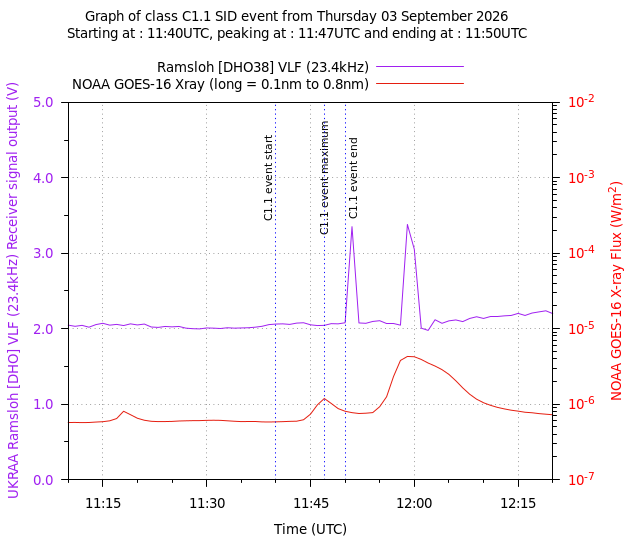 Graph of class C1.1 SID event from Thursday 03 September 2026
Starting at : 11:40UTC, peaking at : 11:47UTC and ending at : 11:50UTC
Ramsloh [DHO38] VLF (23.4kHz)
NOAA GOES-16 Xray (long = 0.1nm to 0.8nm)
UKRAA Ramsloh [DHO] VLF (23.4kHz) Receiver signal output (V)
5.0
4.0
3.0
2.0
1.0
0.0
C1.1 event start
C1.1 event maximum
C1.1 event end
10⁻²
10⁻³
10⁻⁴
10⁻⁵
10⁻⁶
10⁻⁷
NOAA GOES-16 X-ray Flux (W/m²)
11:15
11:30
11:45
12:00
12:15
Time (UTC)